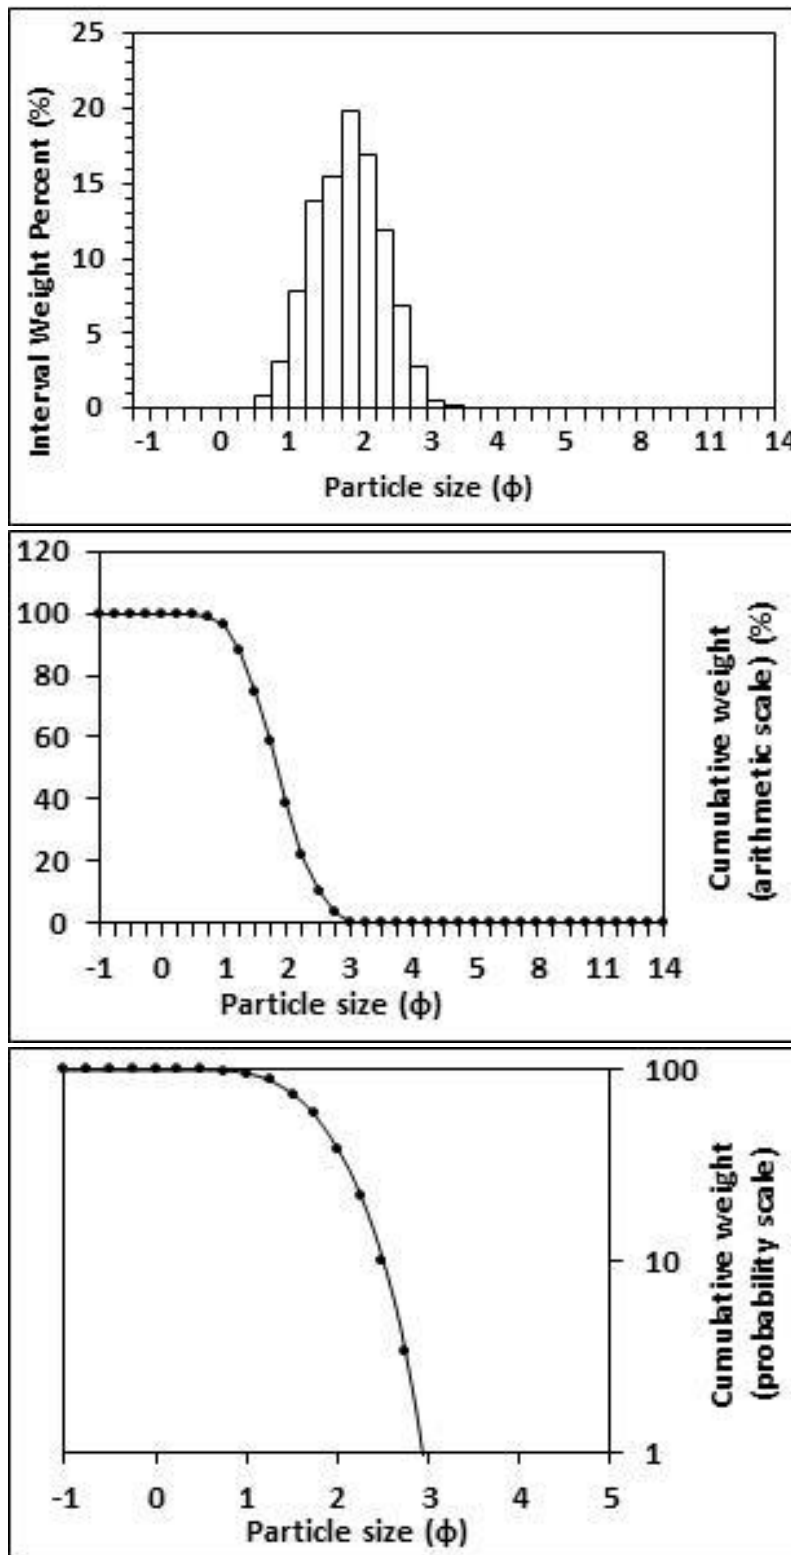 25
20
15
10
5
0
Interval Weight Percent (%)
-1 0 1 2 3 4 5 8 11 14
Particle size (ϕ)
120
100
80
60
40
20
0
Cumulative weight
(arithmetic scale) (%)
-1 0 1 2 3 4 5 8 11 14
Particle size (ϕ)
100
10
1
Cumulative weight
(probability scale)
-1 0 1 2 3 4 5
Particle size (ϕ)